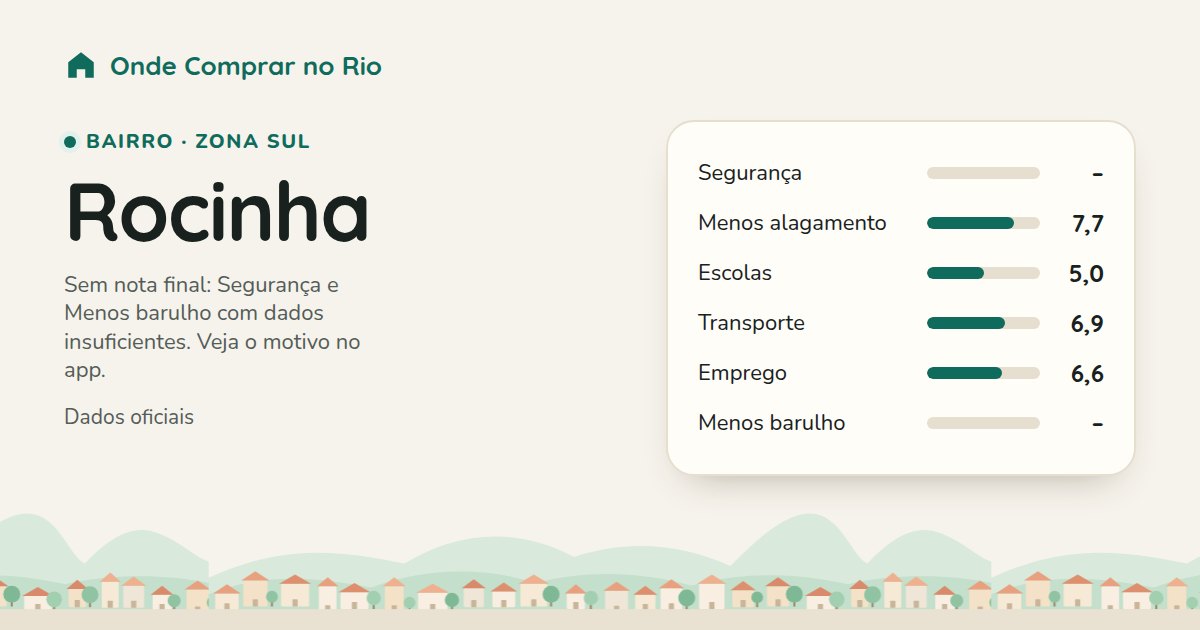 Onde Comprar no Rio
BAIRRO · ZONA SUL
Rocinha
Sem nota final: Segurança e
Menos barulho com dados
insuficientes. Veja o motivo no
app.
Dados oficiais
Segurança –
Menos alagamento 7,7
Escolas 5,0
Transporte 6,9
Emprego 6,6
Menos barulho –